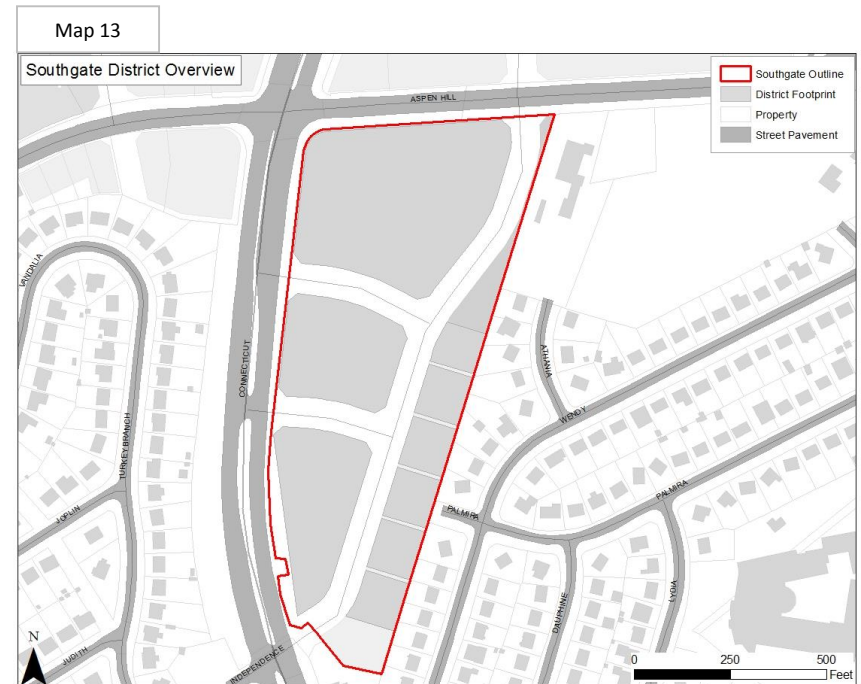 Map 13
Southgate District Overview
Southgate Outline
District Footprint
Property
Street Pavement
ASPEN HILL
VANDALIA
CONNECTICUT
ATHANIA
WENDY
TURKEY BRANCH
PALMIRA
PALMIRA
JOPLIN
LYDIA
DAUPHINE
JUDITH
INDEPENDENCE
N
0 250 500
Feet